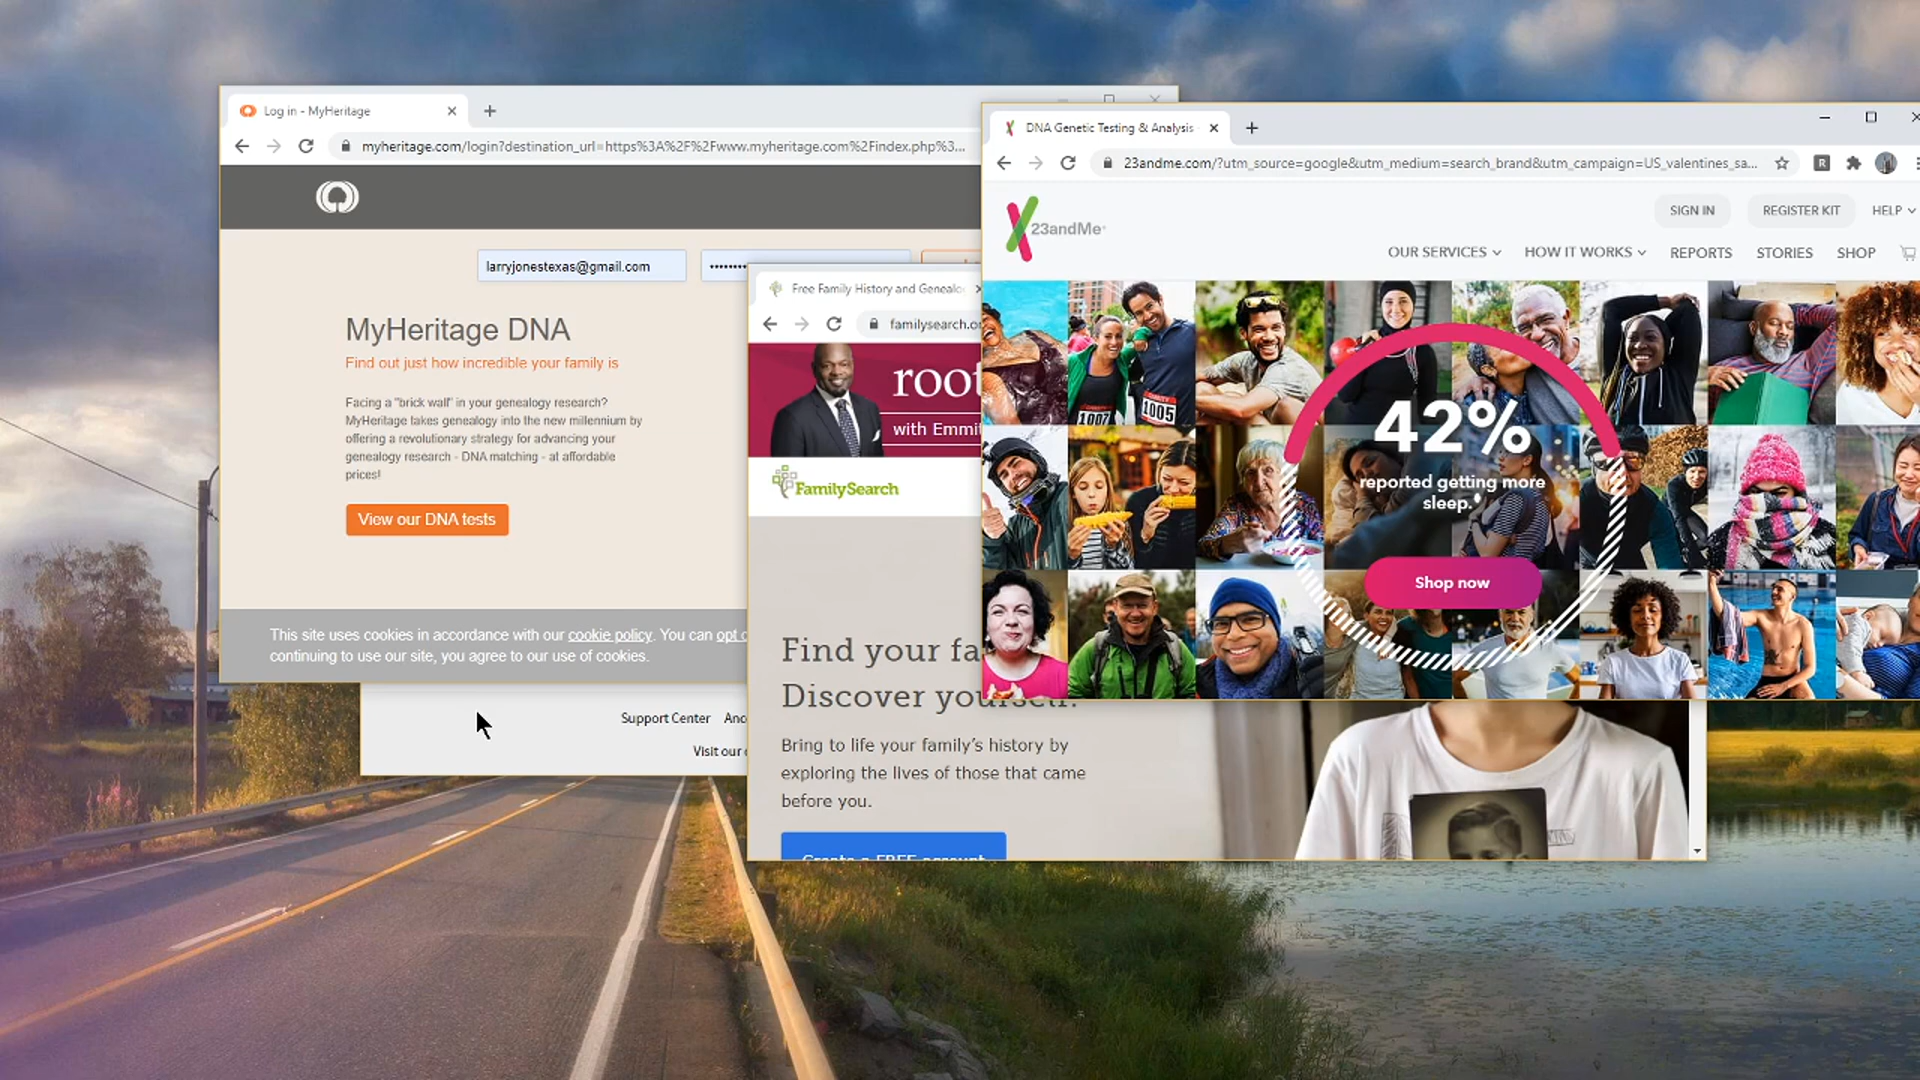 Log in - MyHeritage
myheritage.com/login?destination_url=https%3A%2F%2Fwww.myheritage.com%2Findex.php%3...
larryjonestexas@gmail.com
MyHeritage DNA
Find out just how incredible your family is
Facing a "brick wall" in your genealogy research?
MyHeritage takes genealogy into the new millennium by
offering a revolutionary strategy for advancing your
genealogy research - DNA matching - at affordable
prices!
View our DNA tests
This site uses cookies in accordance with our cookie policy. You can opt
continuing to use our site, you agree to our use of cookies.
Support Center Anc
Visit our
Free Family History and Genealo
familysearch.o
root
with Emmit
FamilySearch
Find your fa
Discover yourself.
Bring to life your family's history by
exploring the lives of those that came
before you.
Create a FREE account
DNA Genetic Testing & Analysis
23andme.com/?utm_source=google&utm_medium=search_brand&utm_campaign=US_valentines_sa...
R
23andMe
SIGN IN
REGISTER KIT
HELP
OUR SERVICES
HOW IT WORKS
REPORTS
STORIES
SHOP
1007
1005
42%
reported getting more
sleep.
Shop now